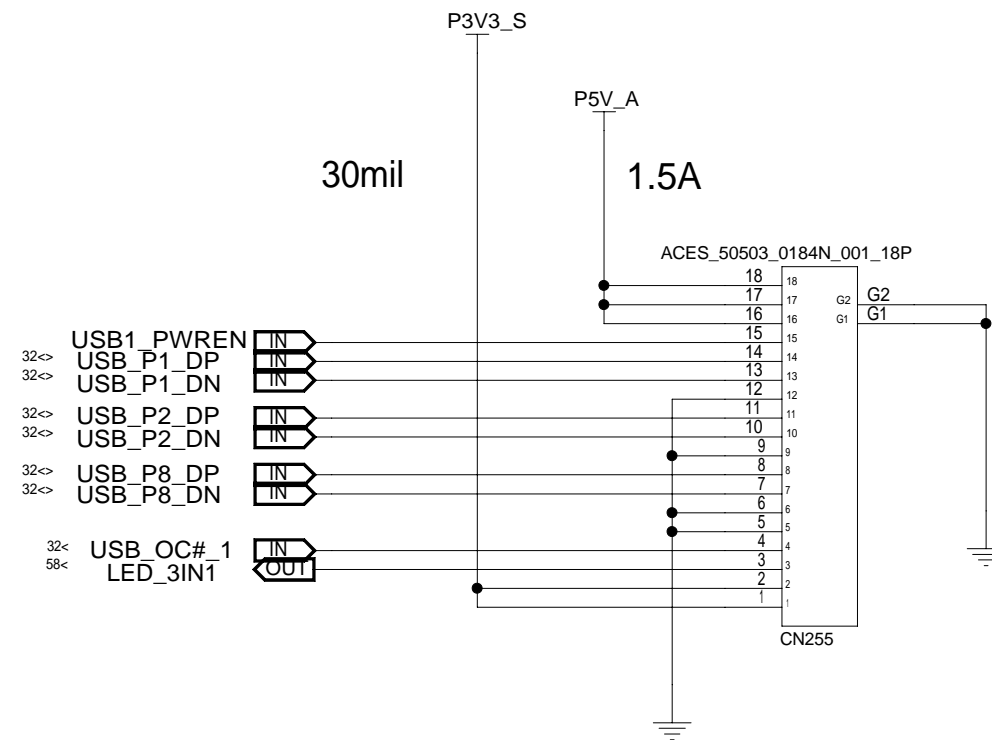 P3V3_S
P5V_A
30mil 1.5A
ACES_50503_0184N_001_18P
18 18
17 17 G2 G2
16 16 G1 G1
USB1_PWREN IN 15 15
32<> USB_P1_DP IN 14 14
32<> USB_P1_DN IN 13 13
12 12
32<> USB_P2_DP IN 11 11
32<> USB_P2_DN IN 10 10
9 9
32<> USB_P8_DP IN 8 8
32<> USB_P8_DN IN 7 7
6 6
5 5
32< USB_OC#_1 IN 4 4
58< LED_3IN1 OUT 3 3
2 2
1 1
CN255